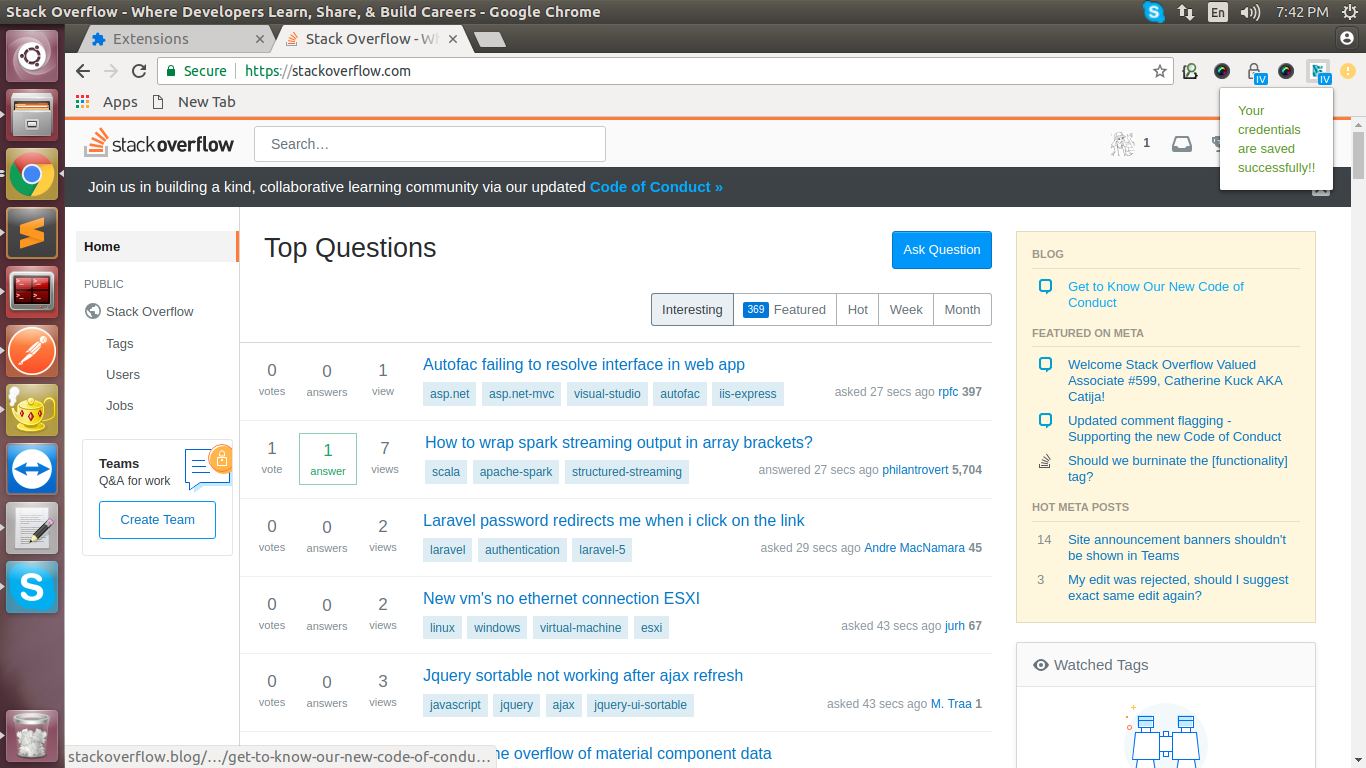 Stack Overflow - Where Developers Learn, Share, & Build Careers - Google Chrome
En
7:42 PM
Extensions
Stack Overflow - Wh
Secure
https://stackoverflow.com
IV
IV
Apps
New Tab
Your
credentials
are saved
successfully!!
stackoverflow
Search…
1
Join us in building a kind, collaborative learning community via our updated Code of Conduct »
Home
PUBLIC
Stack Overflow
Tags
Users
Jobs
Teams
Q&A for work
Create Team
Top Questions
Ask Question
Interesting
369 Featured
Hot
Week
Month
0 votes
0 answers
1 view
Autofac failing to resolve interface in web app
asp.net asp.net-mvc visual-studio autofac iis-express
asked 27 secs ago rpfc 397
1 vote
1 answer
7 views
How to wrap spark streaming output in array brackets?
scala apache-spark structured-streaming
answered 27 secs ago philantrovert 5,704
0 votes
0 answers
2 views
Laravel password redirects me when i click on the link
laravel authentication laravel-5
asked 29 secs ago Andre MacNamara 45
0 votes
0 answers
2 views
New vm's no ethernet connection ESXI
linux windows virtual-machine esxi
asked 43 secs ago jurh 67
0 votes
0 answers
3 views
Jquery sortable not working after ajax refresh
javascript jquery ajax jquery-ui-sortable
asked 43 secs ago M. Traa 1
overflow of material component data
BLOG
Get to Know Our New Code of
Conduct
FEATURED ON META
Welcome Stack Overflow Valued
Associate #599, Catherine Kuck AKA
Catija!
Updated comment flagging -
Supporting the new Code of Conduct
Should we burninate the [functionality]
tag?
HOT META POSTS
14 Site announcement banners shouldn't
be shown in Teams
3 My edit was rejected, should I suggest
exact same edit again?
Watched Tags
stackoverflow.blog/…/get-to-know-our-new-code-of-condu…